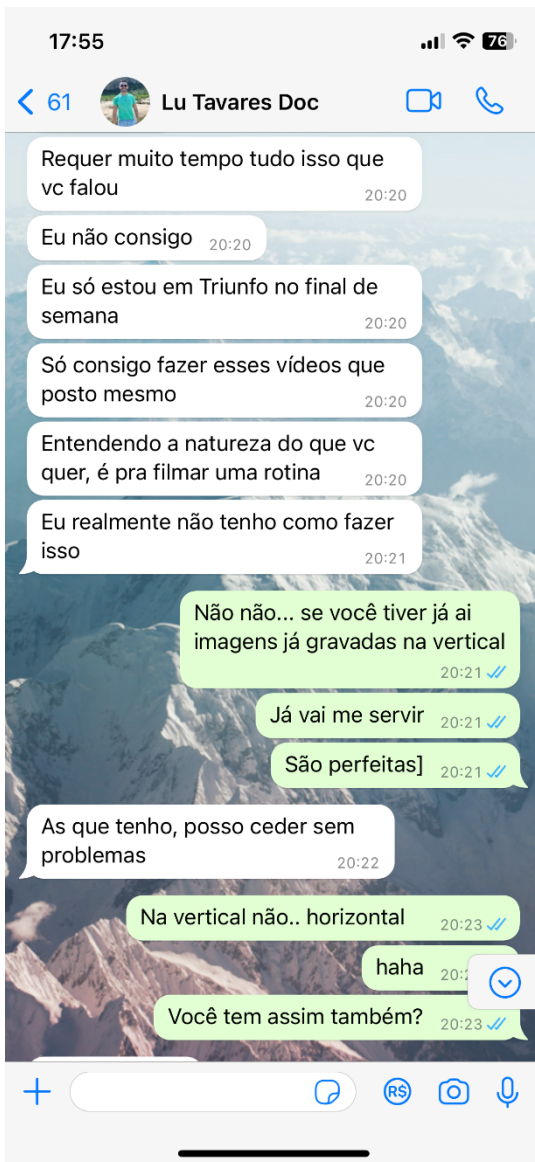 17:55
76
61
Lu Tavares Doc
Requer muito tempo tudo isso que
vc falou
20:20
Eu não consigo 20:20
Eu só estou em Triunfo no final de
semana
20:20
Só consigo fazer esses vídeos que
posto mesmo
20:20
Entendendo a natureza do que vc
quer, é pra filmar uma rotina
20:20
Eu realmente não tenho como fazer
isso
20:21
Não não... se você tiver já ai
imagens já gravadas na vertical
20:21
Já vai me servir 20:21
São perfeitas] 20:21
As que tenho, posso ceder sem
problemas
20:22
Na vertical não.. horizontal 20:23
haha
Você tem assim também? 20:23
R$